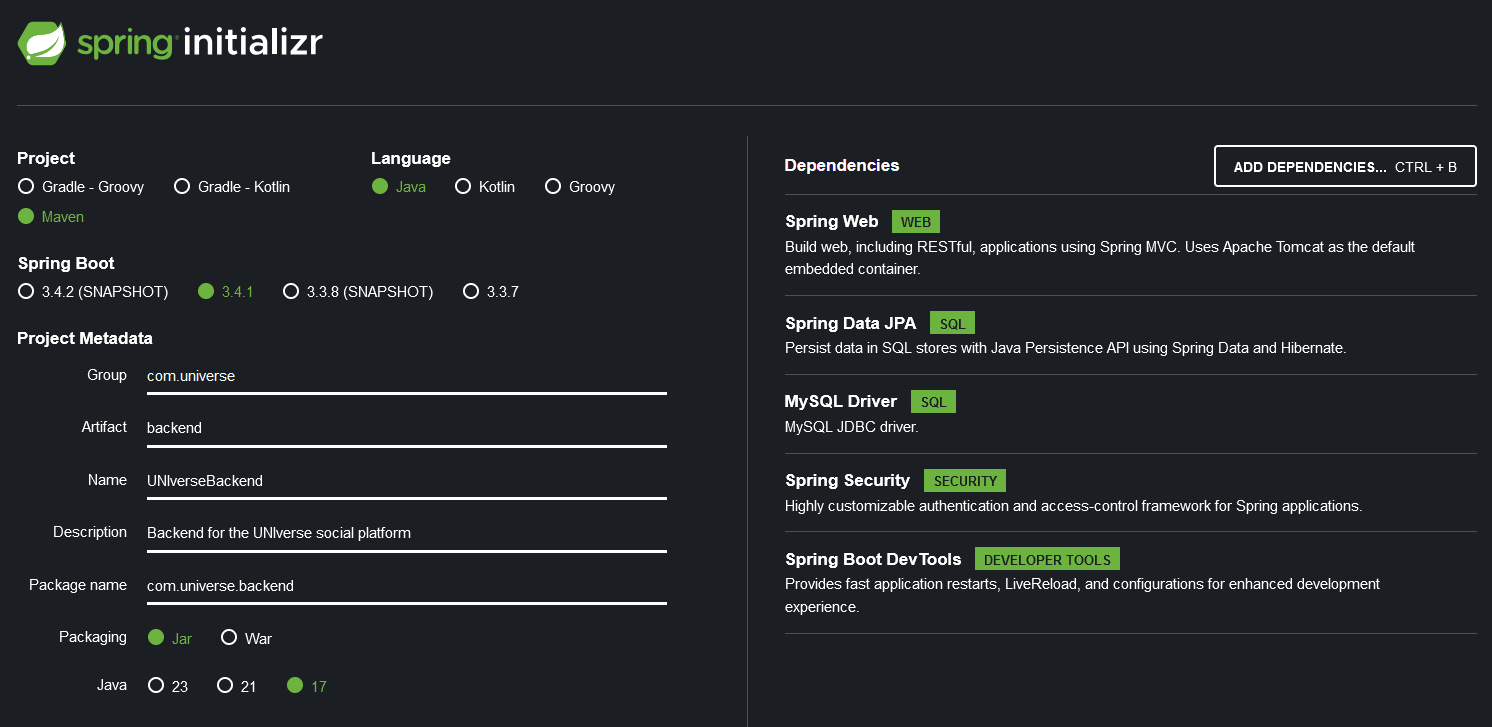 spring initializr
Project
Gradle - Groovy Gradle - Kotlin
Maven
Language
Java Kotlin Groovy
Spring Boot
3.4.2 (SNAPSHOT) 3.4.1 3.3.8 (SNAPSHOT) 3.3.7
Project Metadata
Group com.universe
Artifact backend
Name UNIverseBackend
Description Backend for the UNIverse social platform
Package name com.universe.backend
Packaging Jar War
Java 23 21 17
Dependencies ADD DEPENDENCIES... CTRL + B
Spring Web WEB
Build web, including RESTful, applications using Spring MVC. Uses Apache Tomcat as the default
embedded container.
Spring Data JPA SQL
Persist data in SQL stores with Java Persistence API using Spring Data and Hibernate.
MySQL Driver SQL
MySQL JDBC driver.
Spring Security SECURITY
Highly customizable authentication and access-control framework for Spring applications.
Spring Boot DevTools DEVELOPER TOOLS
Provides fast application restarts, LiveReload, and configurations for enhanced development
experience.